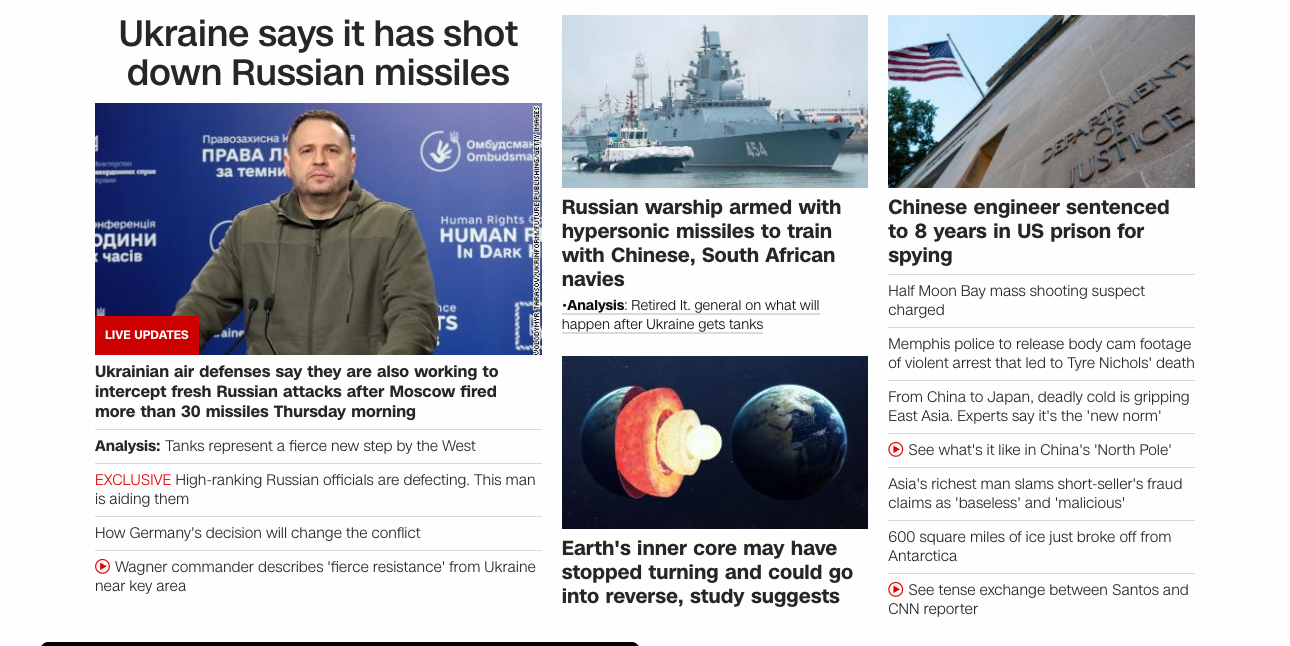 Ukraine says it has shot
down Russian missiles
Правозахисна
ПРАВА
за темни
Омбудсман
Ombudsma
конференція
ОДИНИ
часів
Human Rights
HUMAN R
IN DARK
LIVE UPDATES
Ukrainian air defenses say they are also working to
intercept fresh Russian attacks after Moscow fired
more than 30 missiles Thursday morning
Analysis: Tanks represent a fierce new step by the West
EXCLUSIVE High-ranking Russian officials are defecting. This man
is aiding them
How Germany's decision will change the conflict
Wagner commander describes 'fierce resistance' from Ukraine
near key area
454
Russian warship armed with
hypersonic missiles to train
with Chinese, South African
navies
•Analysis: Retired lt. general on what will
happen after Ukraine gets tanks
Earth's inner core may have
stopped turning and could go
into reverse, study suggests
DEPARTMENT
OF
JUSTICE
Chinese engineer sentenced
to 8 years in US prison for
spying
Half Moon Bay mass shooting suspect
charged
Memphis police to release body cam footage
of violent arrest that led to Tyre Nichols' death
From China to Japan, deadly cold is gripping
East Asia. Experts say it's the 'new norm'
See what's it like in China's 'North Pole'
Asia's richest man slams short-seller's fraud
claims as 'baseless' and 'malicious'
600 square miles of ice just broke off from
Antarctica
See tense exchange between Santos and
CNN reporter